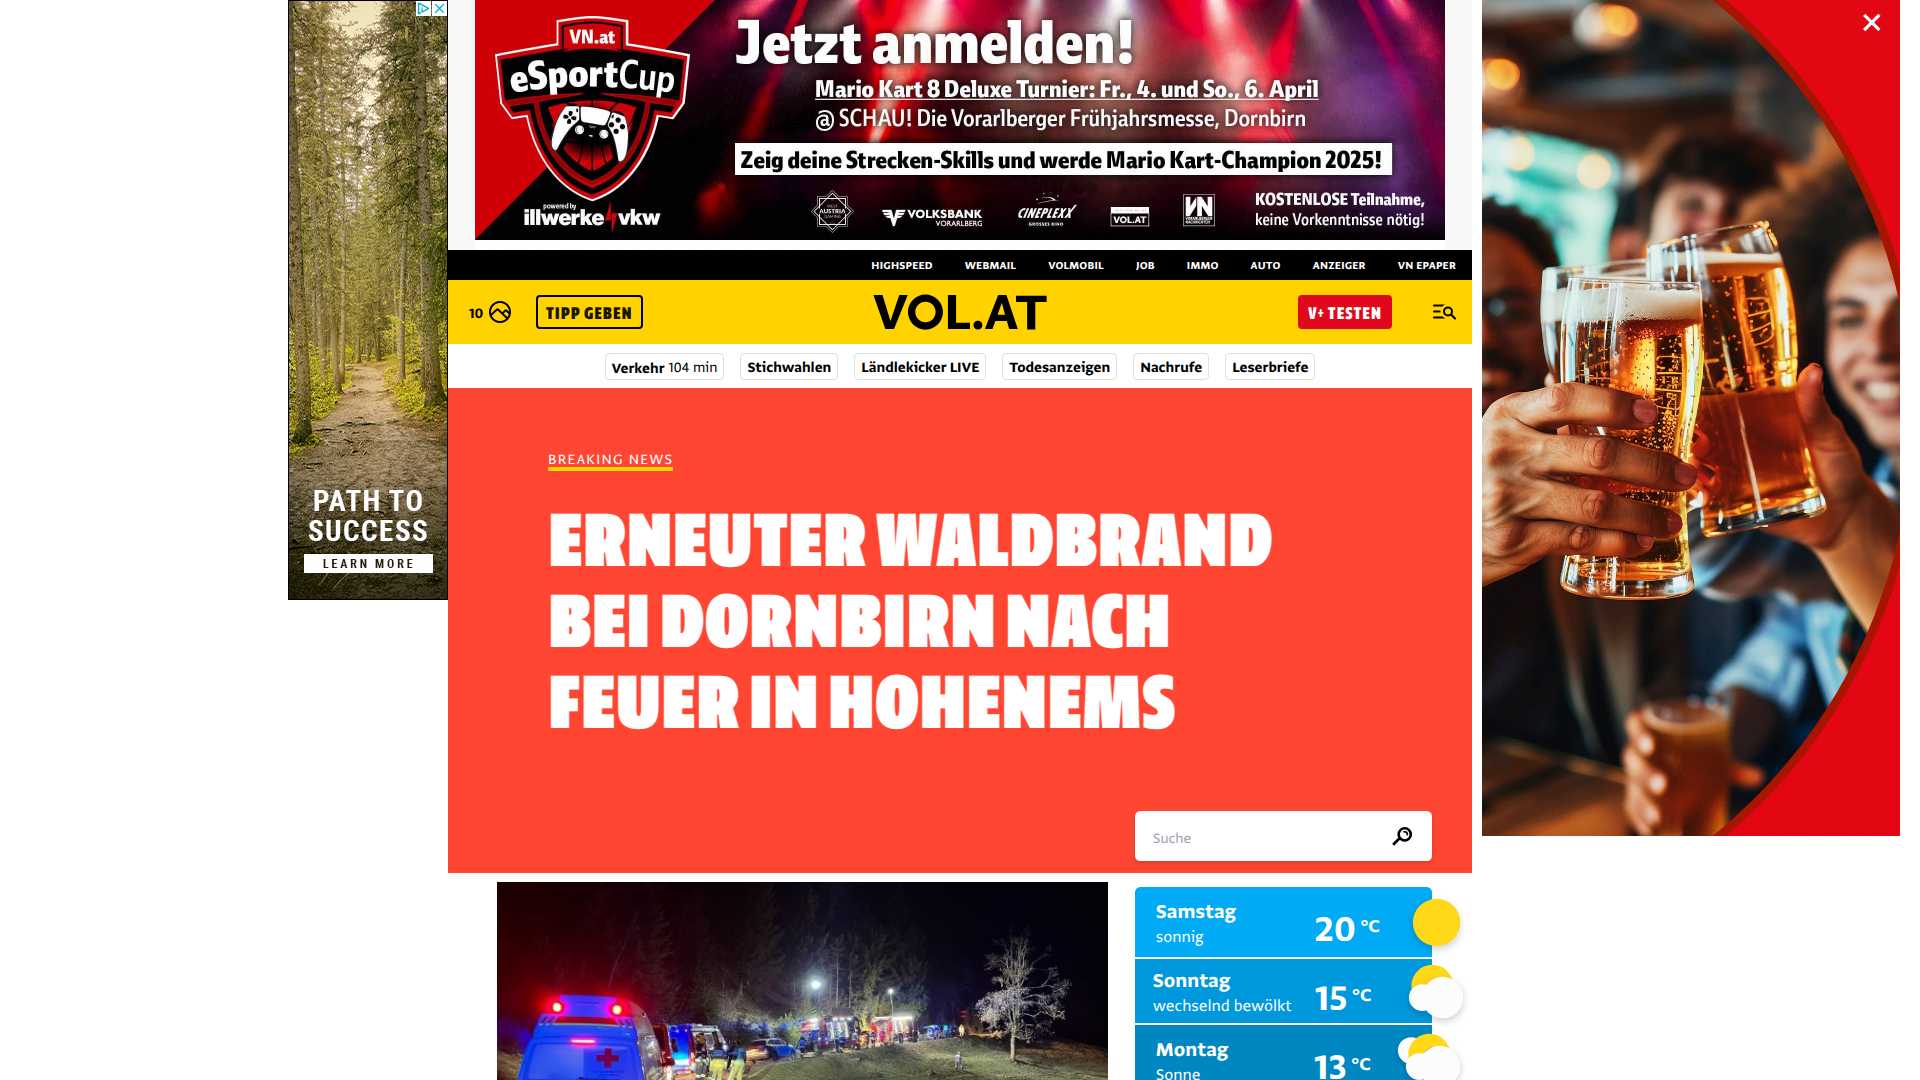 VN.at
eSportCup
powered by
illwerke vkw
Jetzt anmelden!
Mario Kart 8 Deluxe Turnier: Fr., 4. und So., 6. April
@ SCHAU! Die Vorarlberger Frühjahrsmesse, Dornbirn
Zeig deine Strecken-Skills und werde Mario Kart-Champion 2025!
AUSTRIA
VOLKSBANK
VORARLBERG
CINEPLEXX
VOL.AT
VN
KOSTENLOSE Teilnahme,
keine Vorkenntnisse nötig!
PATH TO
SUCCESS
LEARN MORE
HIGHSPEED WEBMAIL VOLMOBIL JOB IMMO AUTO ANZEIGER VN EPAPER
10 TIPP GEBEN VOL.AT V+ TESTEN
Verkehr 104 min Stichwahlen Ländlekicker LIVE Todesanzeigen Nachrufe Leserbriefe
BREAKING NEWS
ERNEUTER WALDBRAND
BEI DORNBIRN NACH
FEUER IN HOHENEMS
Suche
Samstag
sonnig
20 °C
Sonntag
wechselnd bewölkt
15 °C
Montag
Sonne
13 °C